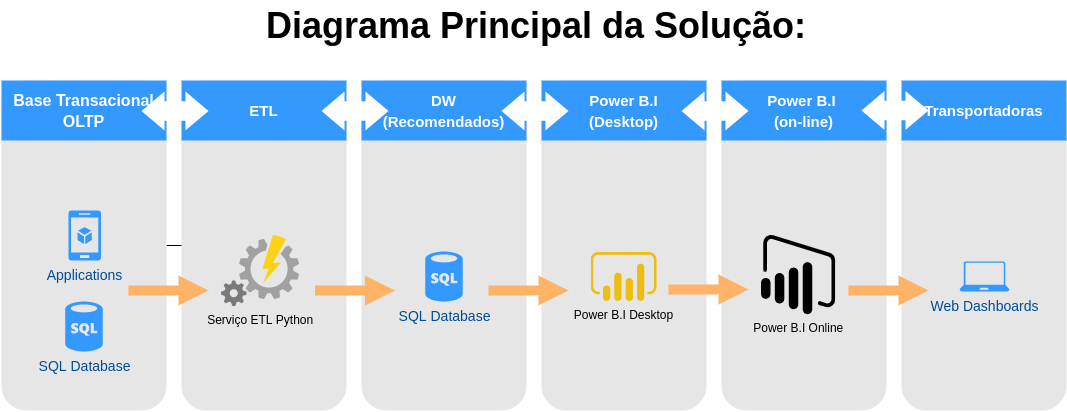 Diagrama Principal da Solução:
Base Transacional
OLTP
ETL
DW
(Recomendados)
Power B.I
(Desktop)
Power B.I
(on-line)
Transportadoras
Applications
SQL
SQL Database
Serviço ETL Python
SQL
SQL Database
Power B.I Desktop
Power B.I Online
Web Dashboards